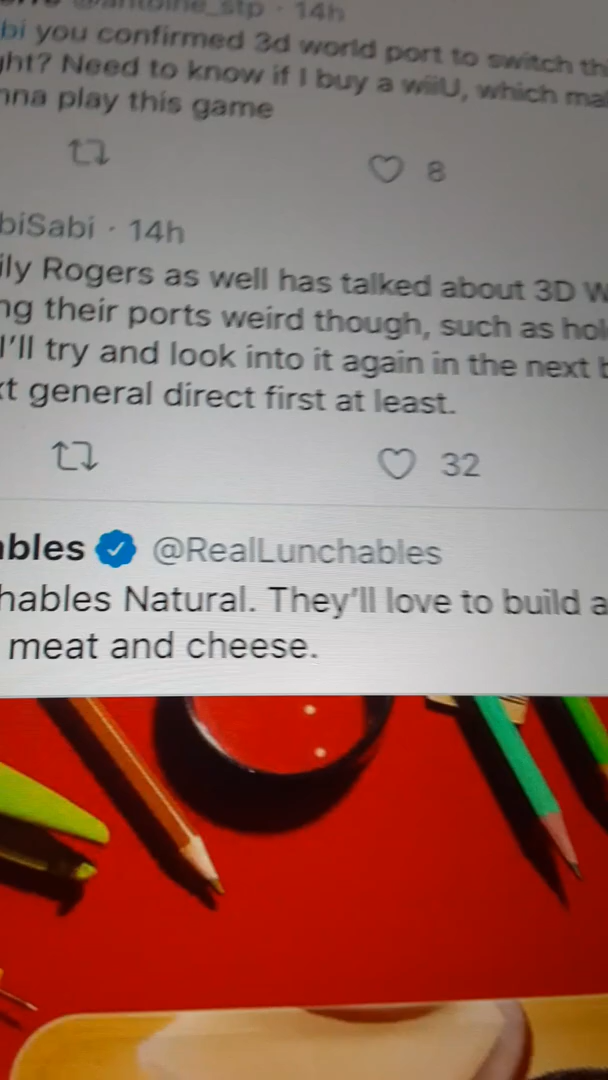 @antoine_stp · 14h
bi you confirmed 3d world port to switch thi
ght? Need to know if I buy a wiiU, which ma
nna play this game
8
biSabi · 14h
ily Rogers as well has talked about 3D W
ng their ports weird though, such as hol
I'll try and look into it again in the next b
xt general direct first at least.
32
ables @RealLunchables
hables Natural. They'll love to build a
meat and cheese.